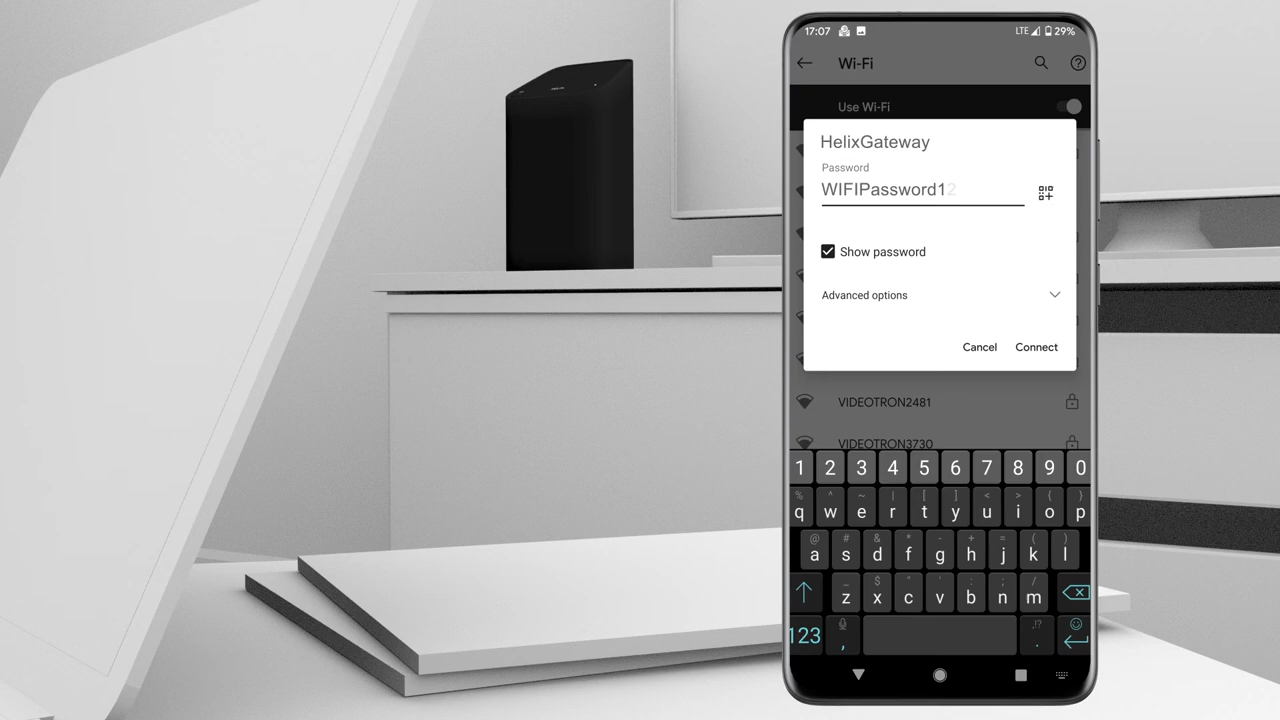 17:07 LTE 29%
Wi-Fi
Use Wi-Fi
HelixGateway
Password
WIFIPassword12
Show password
Advanced options
Cancel Connect
VIDEOTRON2481
VIDEOTRON3730
1 2 3 4 5 6 7 8 9 0
% ^ ~ | [ ] < > { }
q w e r t y u i o p
@ # & * - + = ( )
a s d f g h j k l
_ $ " ' : ; /
z x c v b n m
123 , ,!? .